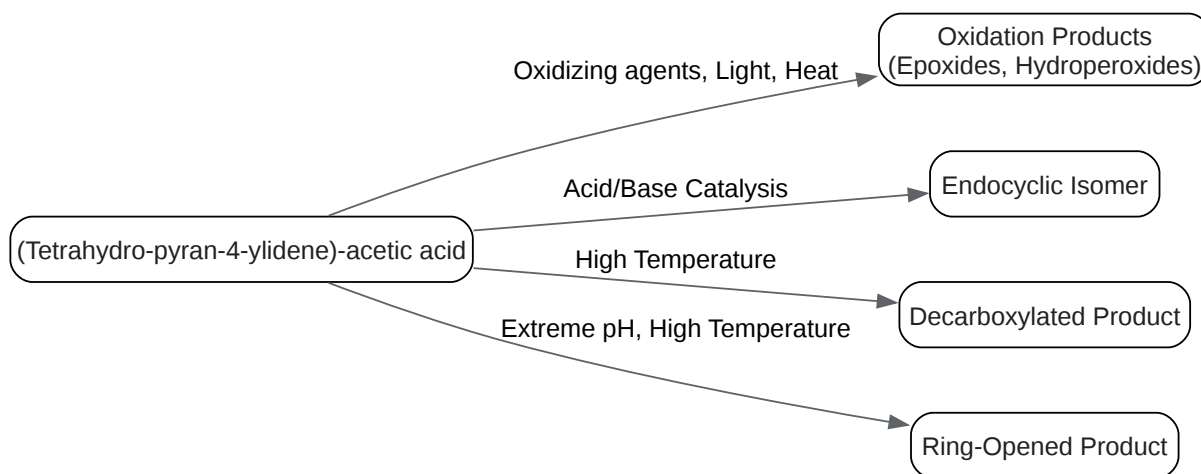 Oxidation Products
(Epoxides, Hydroperoxides)
Oxidizing agents, Light, Heat
Acid/Base Catalysis
Endocyclic Isomer
(Tetrahydro-pyran-4-ylidene)-acetic acid
High Temperature
Decarboxylated Product
Extreme pH, High Temperature
Ring-Opened Product